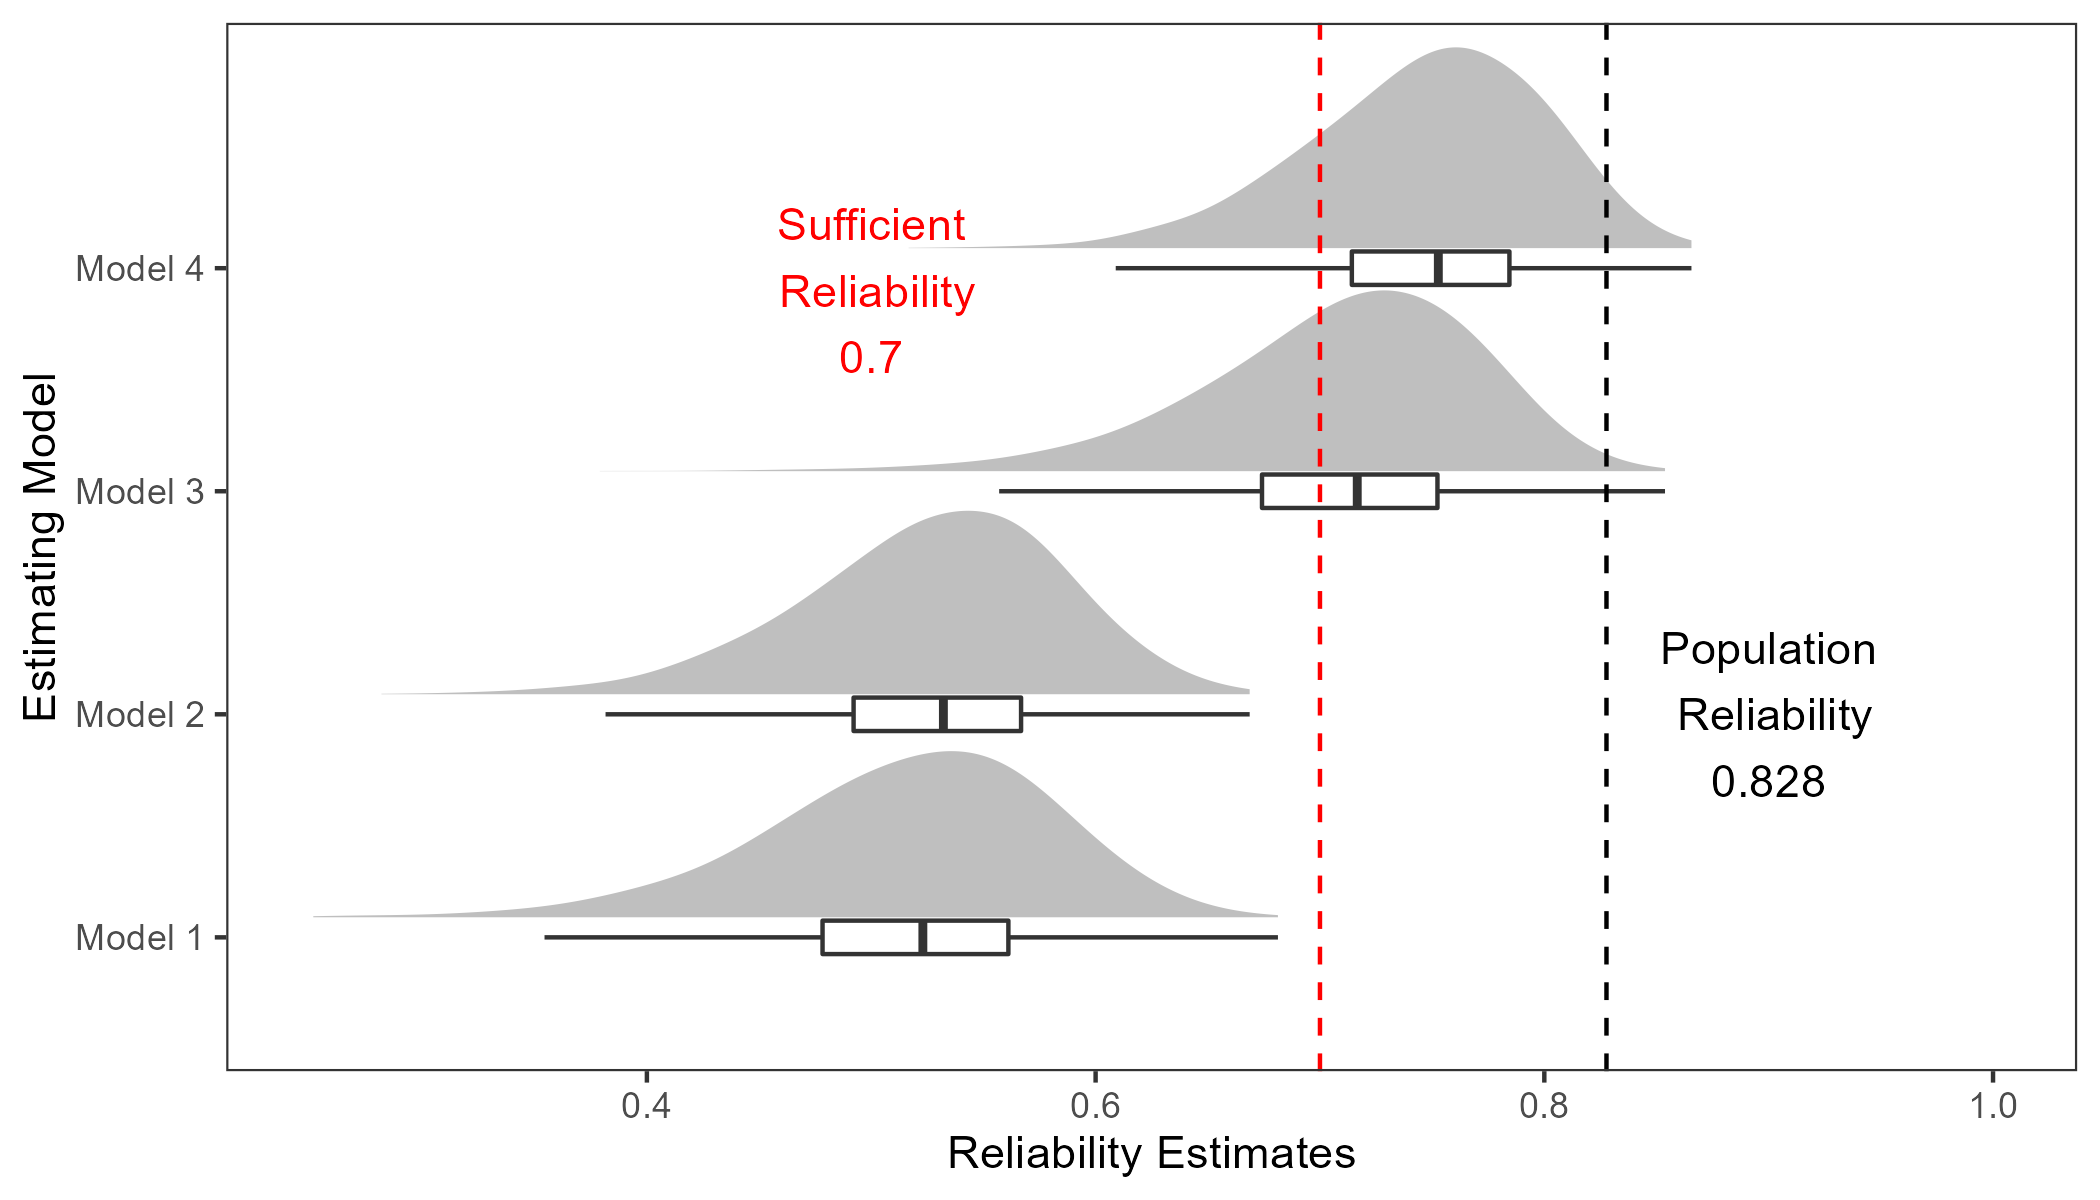 Sufficient
Reliability
0.7
Population
Reliability
0.828
Estimating Model
Model 4
Model 3
Model 2
Model 1
0.4
0.6
0.8
1.0
Reliability Estimates